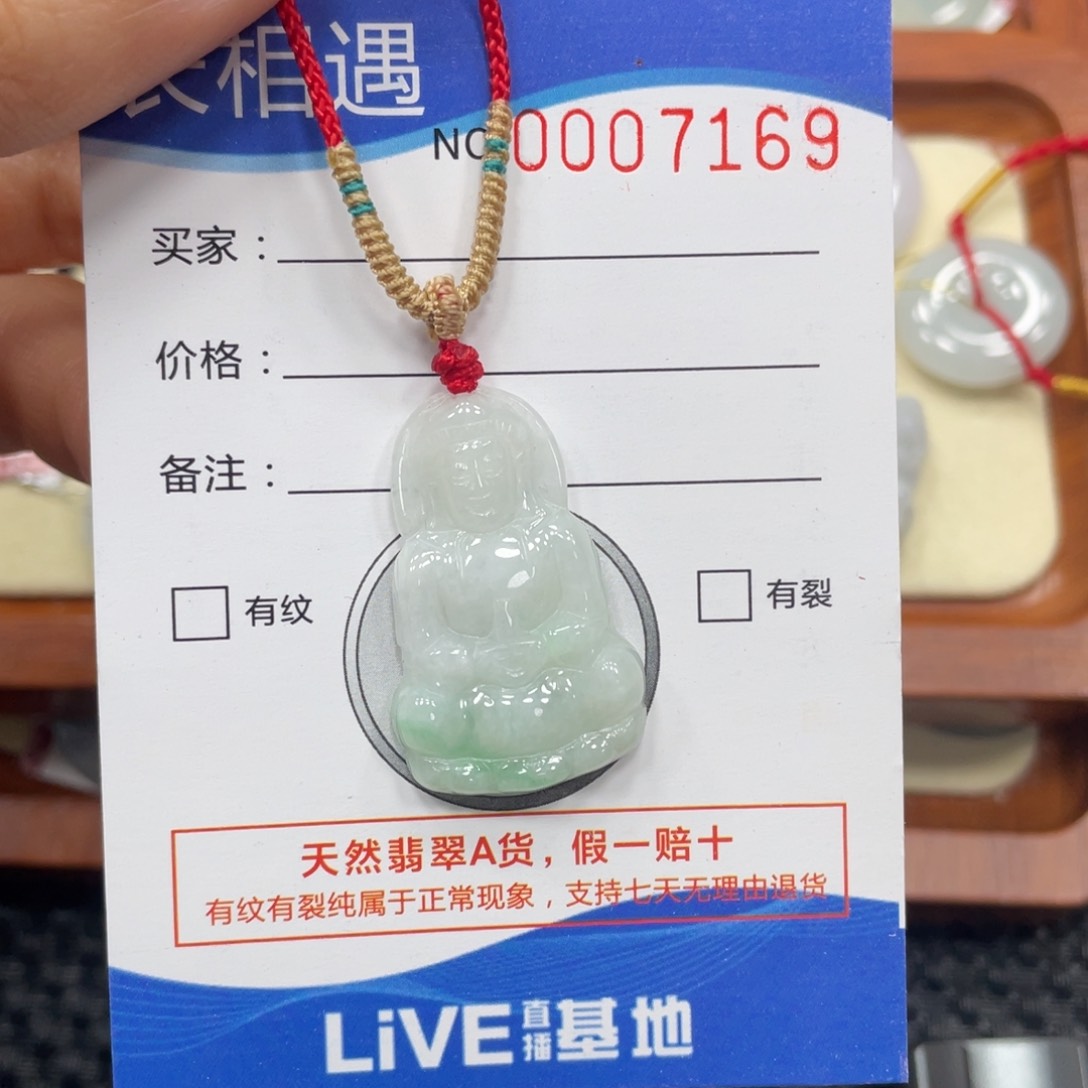 相遇
NO 0007169
买家：
价格：
备注：
有纹
有裂
天然翡翠A货，假一赔十
有纹有裂纯属于正常现象，支持七天无理由退货
LiVE直播基地